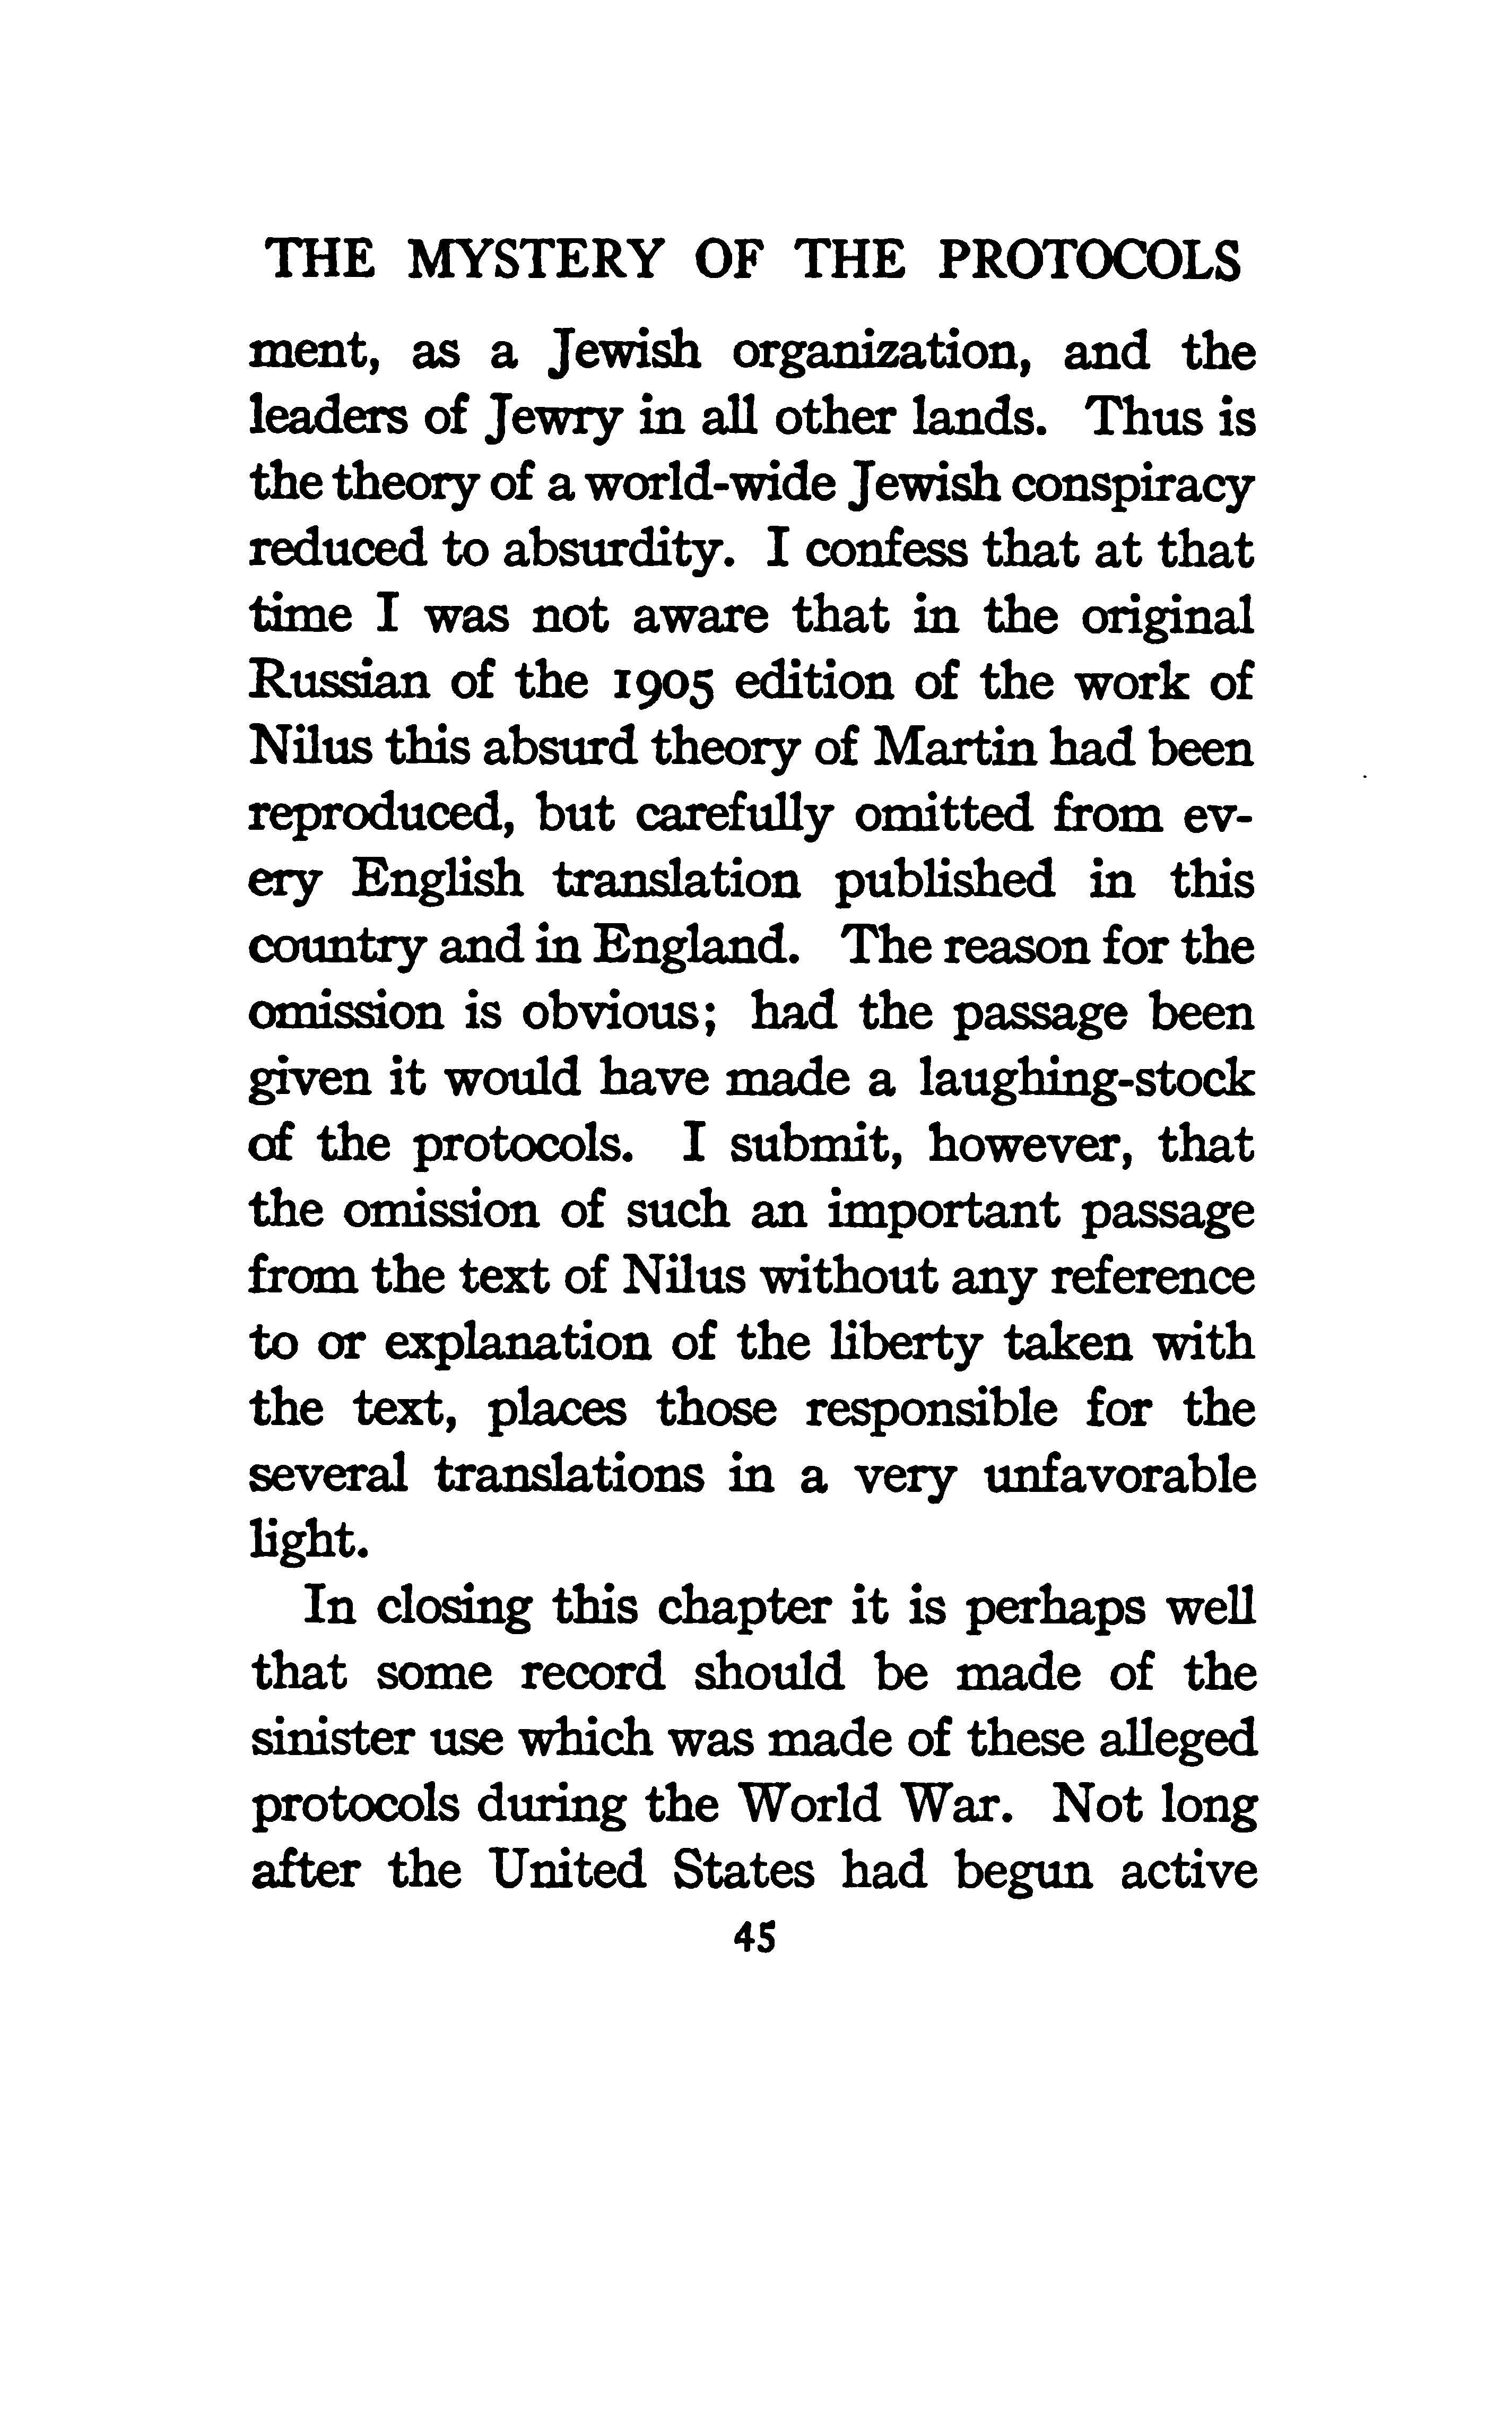 THE MYSTERY OF THE PROTOCOLS
ment, as a Jewish organization, and the
leaders of Jewry in all other lands. Thus is
the theory of a world-wide Jewish conspiracy
reduced to absurdity. I confess that at that
time I was not aware that in the original
Russian of the 1905 edition of the work of
Nilus this absurd theory of Martin had been
reproduced, but carefully omitted from ev-
ery English translation published in this
country and in England. The reason for the
omission is obvious; had the passage been
given it would have made a laughing-stock
of the protocols. I submit, however, that
the omission of such an important passage
from the text of Nilus without any reference
to or explanation of the liberty taken with
the text, places those responsible for the
several translations in a very unfavorable
light.
In closing this chapter it is perhaps well
that some record should be made of the
sinister use which was made of these alleged
protocols during the World War. Not long
after the United States had begun active
45